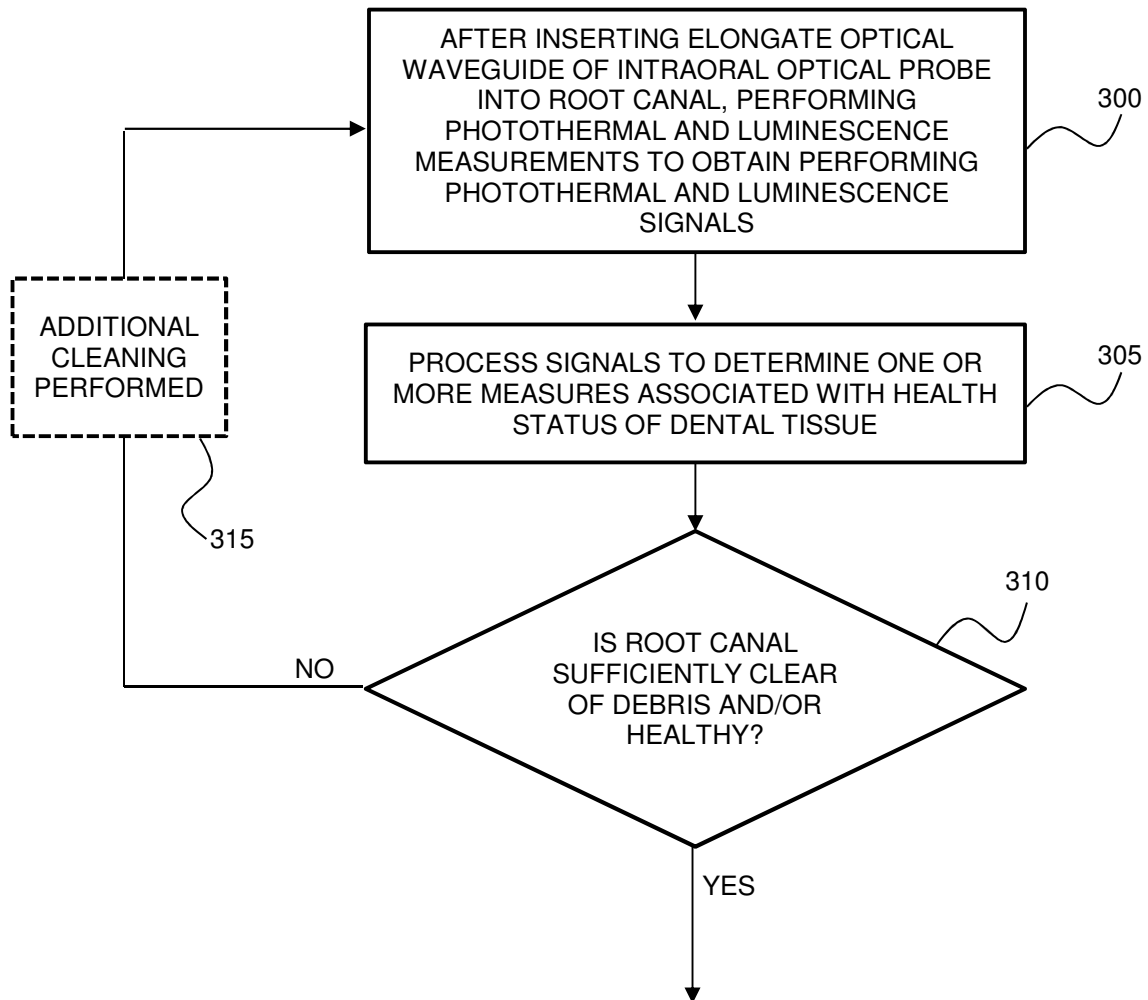 AFTER INSERTING ELONGATE OPTICAL
WAVEGUIDE OF INTRAORAL OPTICAL PROBE
INTO ROOT CANAL, PERFORMING
PHOTOTHERMAL AND LUMINESCENCE
MEASUREMENTS TO OBTAIN PERFORMING
PHOTOTHERMAL AND LUMINESCENCE
SIGNALS
300
PROCESS SIGNALS TO DETERMINE ONE OR
MORE MEASURES ASSOCIATED WITH HEALTH
STATUS OF DENTAL TISSUE
305
ADDITIONAL
CLEANING
PERFORMED
315
IS ROOT CANAL
SUFFICIENTLY CLEAR
OF DEBRIS AND/OR
HEALTHY?
310
NO
YES